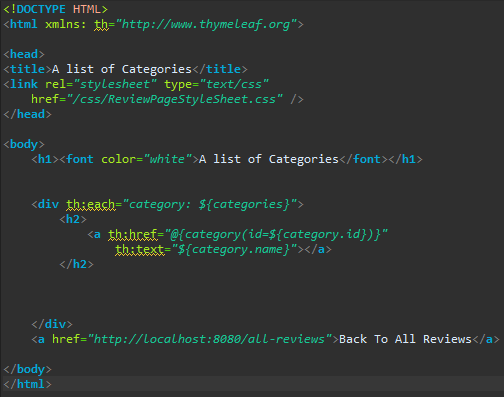 <!DOCTYPE HTML>
<html xmlns: th="http://www.thymeleaf.org">
<head>
<title>A list of Categories</title>
<link rel="stylesheet" type="text/css"
href="/css/ReviewPageStyleSheet.css" />
</head>
<body>
<h1><font color="white">A list of Categories</font></h1>
<div th:each="category: ${categories}">
<h2>
<a th:href="@{category(id=${category.id})}"
th:text="${category.name}"></a>
</h2>
</div>
<a href="http://localhost:8080/all-reviews">Back To All Reviews</a>
</body>
</html>